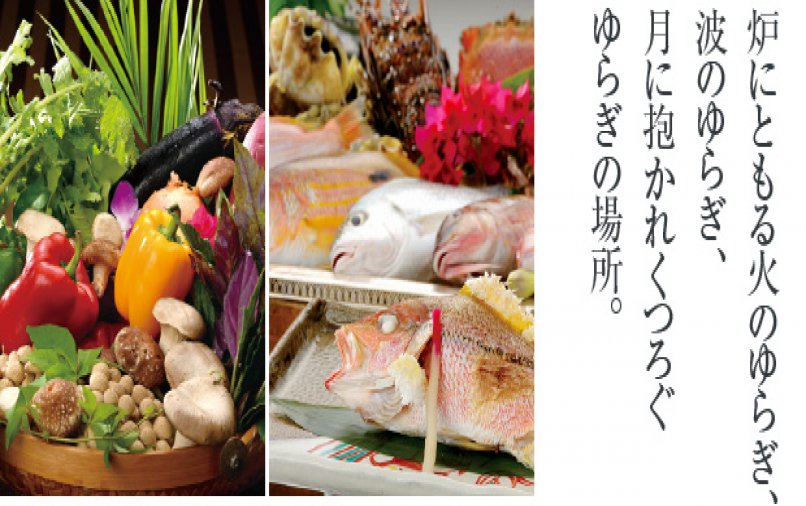 炉にともる火のゆらぎ、
波のゆらぎ、
月に抱かれくつろぐ
ゆらぎの場所。